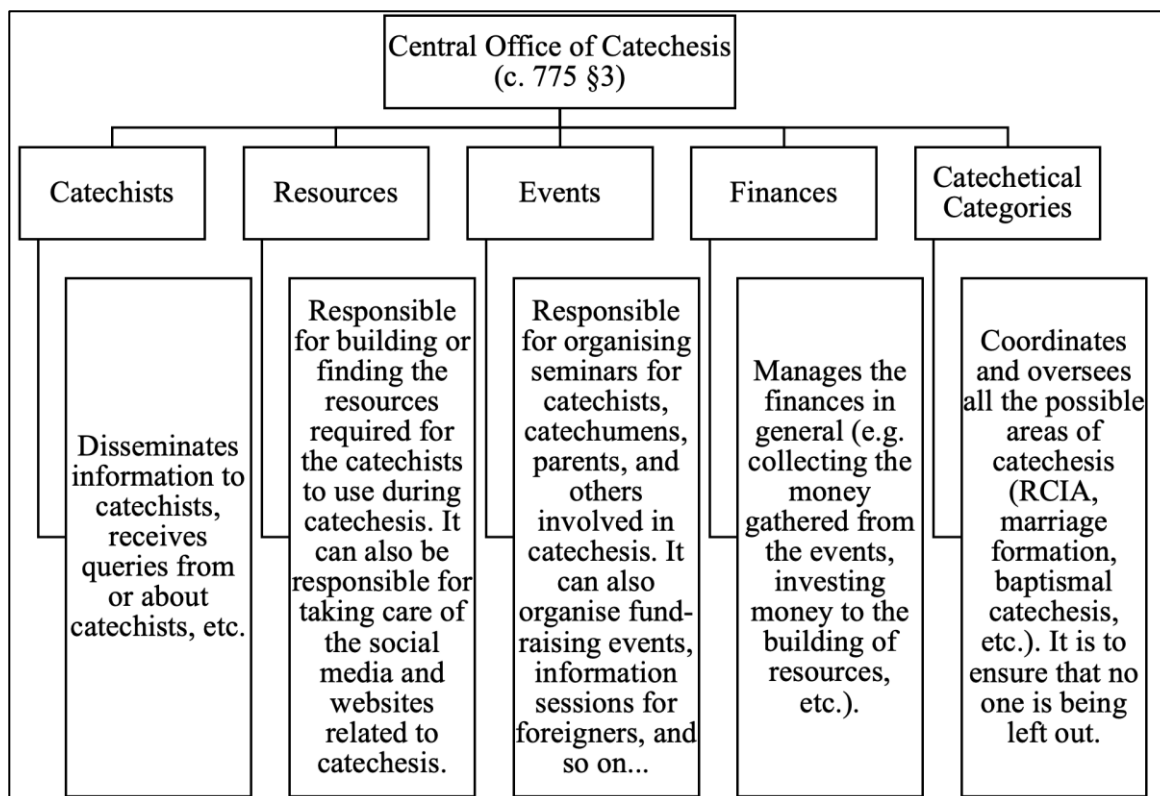 Central Office of Catechesis
(c. 775 §3)
Catechists
Resources
Events
Finances
Catechetical
Categories
Disseminates
information to
catechists,
receives
queries from
or about
catechists, etc.
Responsible
for building or
finding the
resources
required for
the catechists
to use during
catechesis. It
can also be
responsible for
taking care of
the social
media and
websites
related to
catechesis.
Responsible
for organising
seminars for
catechists,
catechumens,
parents, and
others
involved in
catechesis. It
can also
organise fund-
raising events,
information
sessions for
foreigners, and
so on...
Manages the
finances in
general (e.g.
collecting the
money
gathered from
the events,
investing
money to the
building of
resources,
etc.).
Coordinates
and oversees
all the possible
areas of
catechesis
(RCIA,
marriage
formation,
baptismal
catechesis,
etc.). It is to
ensure that no
one is being
left out.